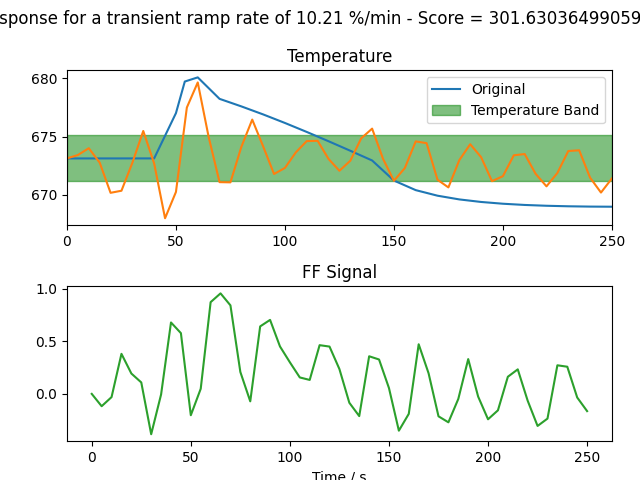 sponse for a transient ramp rate of 10.21 %/min - Score = 301.63036499059
Temperature
680
675
670
Original
Temperature Band
0 50 100 150 200 250
FF Signal
1.0
0.5
0.0
0 50 100 150 200 250
Time / s